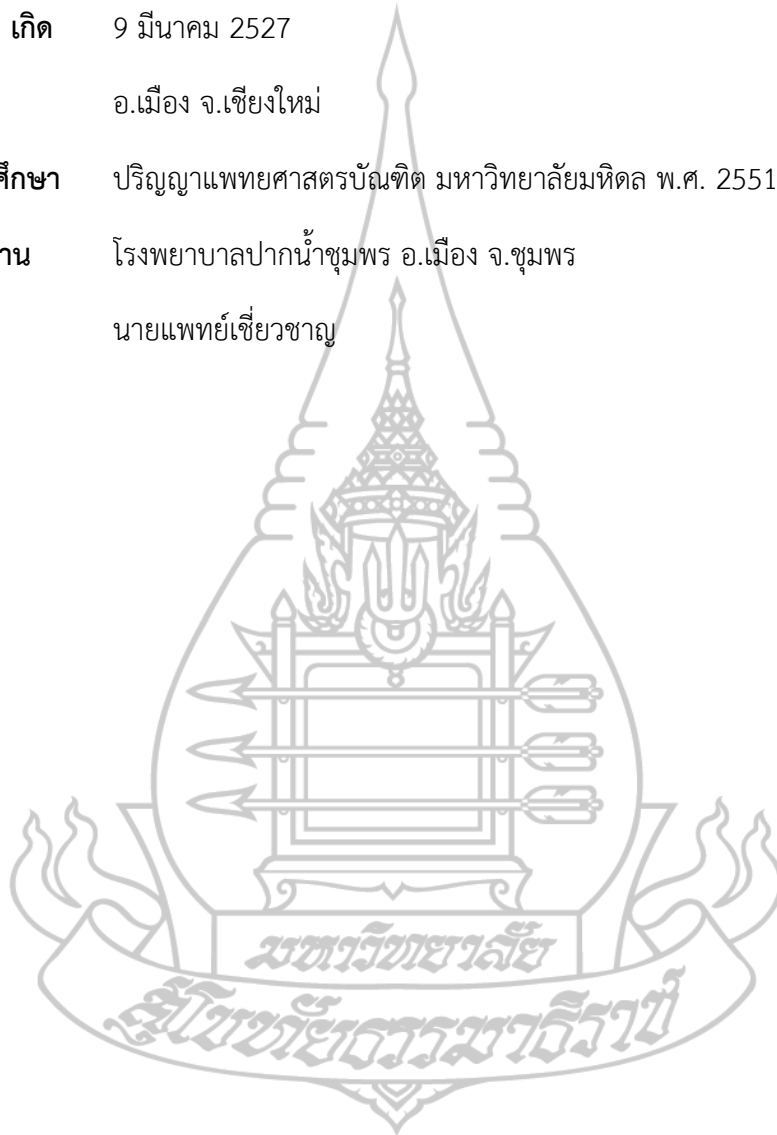 เกิด 9 มีนาคม 2527
อ.เมือง จ.เชียงใหม่
ศึกษา ปริญญาแพทยศาสตรบัณฑิต มหาวิทยาลัยมหิดล พ.ศ. 2551
โรงพยาบาลปากน้ำชุมพร อ.เมือง จ.ชุมพร
นายแพทย์เชี่ยวชาญ
มหาวิทยาลัย
สุโขทัยธรรมาธิราช